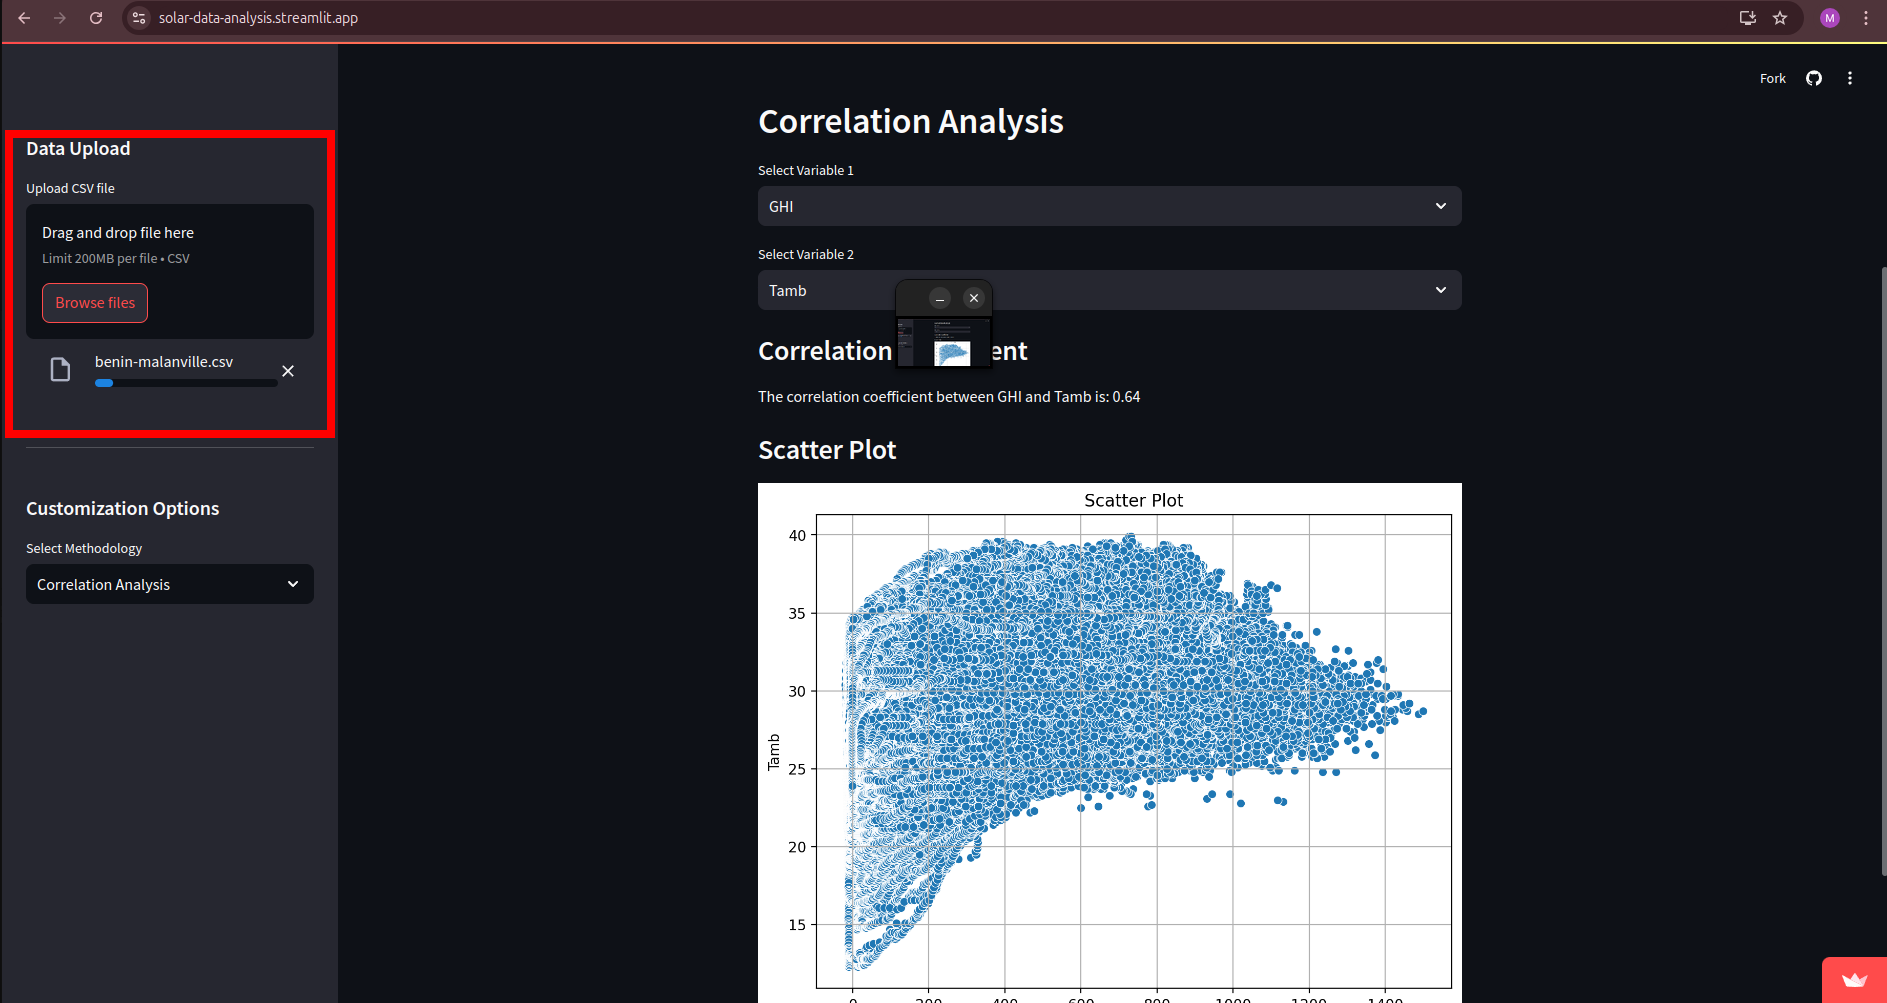 solar-data-analysis.streamlit.app
M
Fork
Data Upload
Upload CSV file
Drag and drop file here
Limit 200MB per file • CSV
Browse files
benin-malanville.csv
Customization Options
Select Methodology
Correlation Analysis
Correlation Analysis
Select Variable 1
GHI
Select Variable 2
Tamb
Correlation ent
The correlation coefficient between GHI and Tamb is: 0.64
Scatter Plot
Scatter Plot
40
35
30
25
20
15
Tamb
0 200 400 600 800 1000 1200 1400